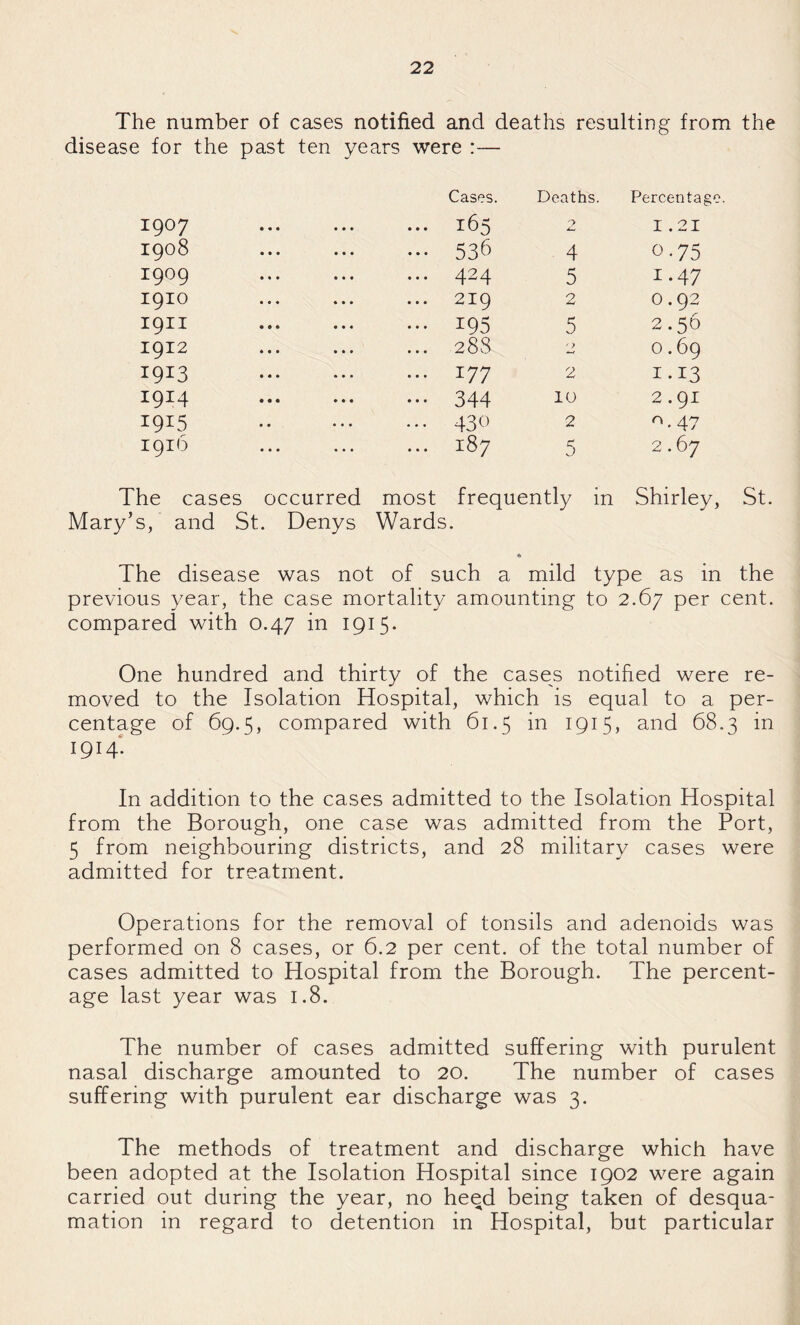 22
The number of cases notified and deaths resulting from the
disease for the past ten years were :—
Cases. Deaths. Percentage.
1907 ... ... ... 165 2 1.21
1908 ... ... ... 536 4 0.75
1909 ... ... ... 424 5 1.47
1910 ... ... ... 219 2 0.92
1911 ... ... ... 195 5 2.56
1912 ... ... ... 288 2 0.69
1913 ... ... ... 177 2 1.13
1914 ... ... ... 344 10 2.91
1915 .. ... ... 430 2 0.47
1916 ... ... ... 187 5 2.67
The cases occurred most frequently in Shirley, St.
Mary's, and St. Denys Wards.
The disease was not of such a mild type as in the
previous year, the case mortality amounting to 2.67 per cent.
compared with 0.47 in 1915.
One hundred and thirty of the cases notified were re-
moved to the Isolation Hospital, which is equal to a per-
centage of 69.5, compared with 61.5 in 1915, and 68.3 in
1914.
In addition to the cases admitted to the Isolation Hospital
from the Borough, one case was admitted from the Port,
5 from neighbouring districts, and 28 military cases were
admitted for treatment.
Operations for the removal of tonsils and adenoids was
performed on 8 cases, or 6.2 per cent. of the total number of
cases admitted to Hospital from the Borough. The percent-
age last year was 1.8.
The number of cases admitted suffering with purulent
nasal discharge amounted to 20. The number of cases
suffering with purulent ear discharge was 3.
The methods of treatment and discharge which have
been adopted at the Isolation Hospital since 1902 were again
carried out during the year, no heed being taken of desqua-
mation in regard to detention in Hospital, but particular